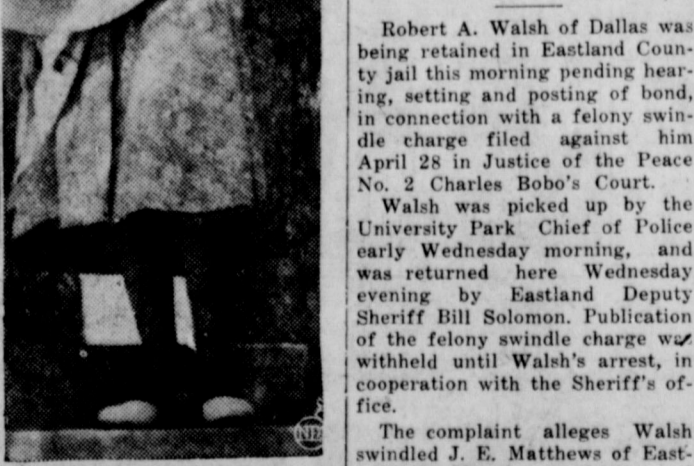 Robert A. Walsh of Dallas was
being retained in Eastland Coun-
ty jail this morning pending hear-
ing, setting and posting of bond,
in connection with a felony swin-
dle charge filed against him
April 28 in Justice of the Peace
No. 2 Charles Bobo's Court.
Walsh was picked up by the
University Park Chief of Police
early Wednesday morning, and
was returned here Wednesday
evening by Eastland Deputy
Sheriff Bill Solomon. Publication
of the felony swindle charge was
withheld until Walsh's arrest, in
cooperation with the Sheriff's of-
fice.
The complaint alleges Walsh
swindled J. E. Matthews of East-